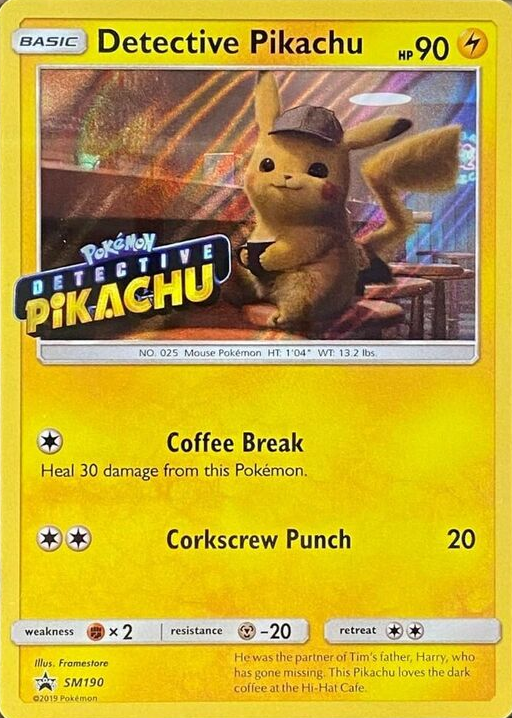 BASIC Detective Pikachu HP 90
POKéMON
DETECTIVE
PiKACHU
NO. 025 Mouse Pokémon HT: 1'04" WT: 13.2 lbs.
Coffee Break
Heal 30 damage from this Pokémon.
Corkscrew Punch 20
weakness ×2 resistance -20 retreat
Illus. Framestore
SM190
©2019 Pokémon
He was the partner of Tim's father, Harry, who
has gone missing. This Pikachu loves the dark
coffee at the Hi-Hat Cafe.